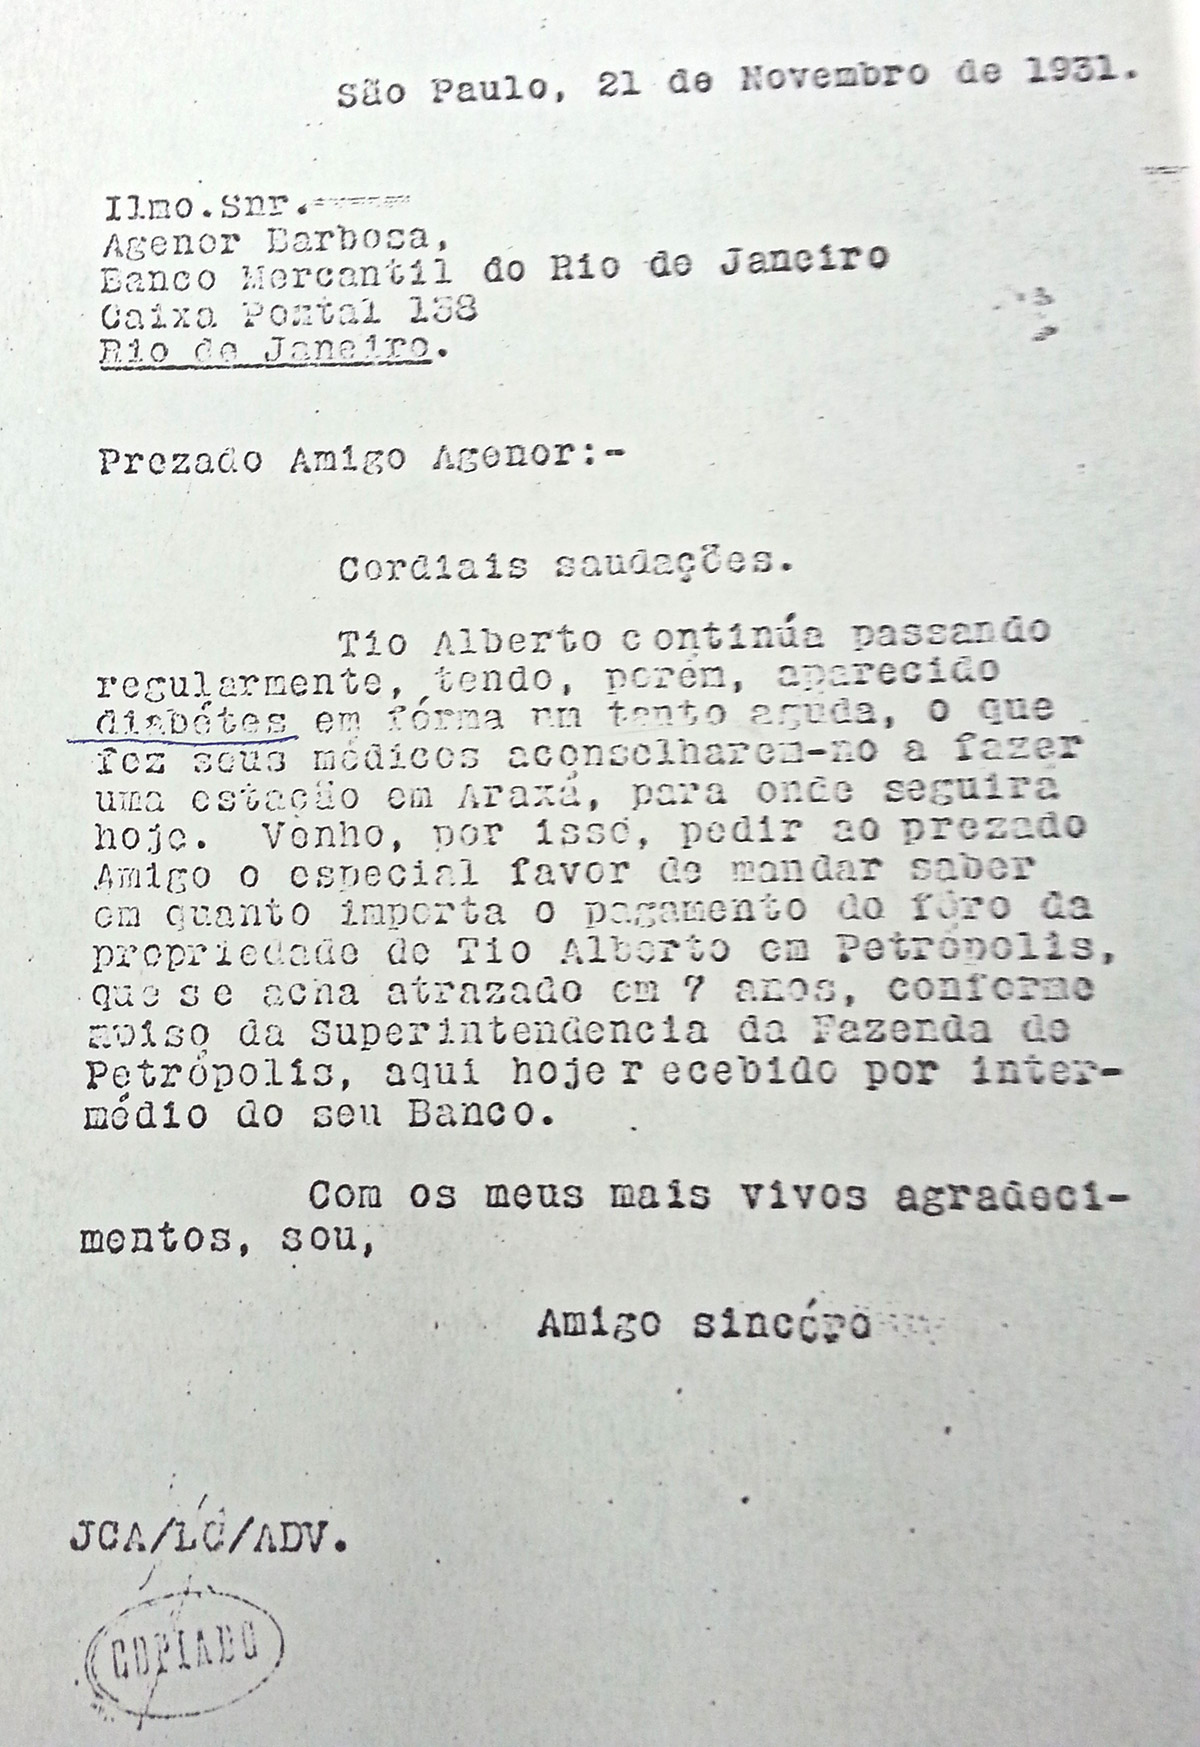 São Paulo, 21 de Novembro de 1931.
Ilmo.Snr.
Agenor Barbosa,
Banco Mercantil do Rio de Janeiro
Caixa Postal 138
Rio de Janeiro.
Prezado Amigo Agenor:-
Cordiais saudações.
Tio Alberto continúa passando
regularmente, tendo, porém, aparecido
diabétes em fórma um tanto aguda, o que
fez seus médicos aconselharem-no a fazer
uma estação em Araxá, para onde seguirá
hoje. Venho, por isso, pedir ao prezado
Amigo o especial favor de mandar saber
em quanto importa o pagamento do fôro da
propriedade de Tio Alberto em Petrópolis,
que se acha atrazado em 7 anos, conforme
aviso da Superintendencia da Fazenda de
Petrópolis, aqui hoje recebido por inter-
médio do seu Banco.
Com os meus mais vivos agradeci-
mentos, sou,
Amigo sincéro
JCA/LC/ADV.
COPIADO